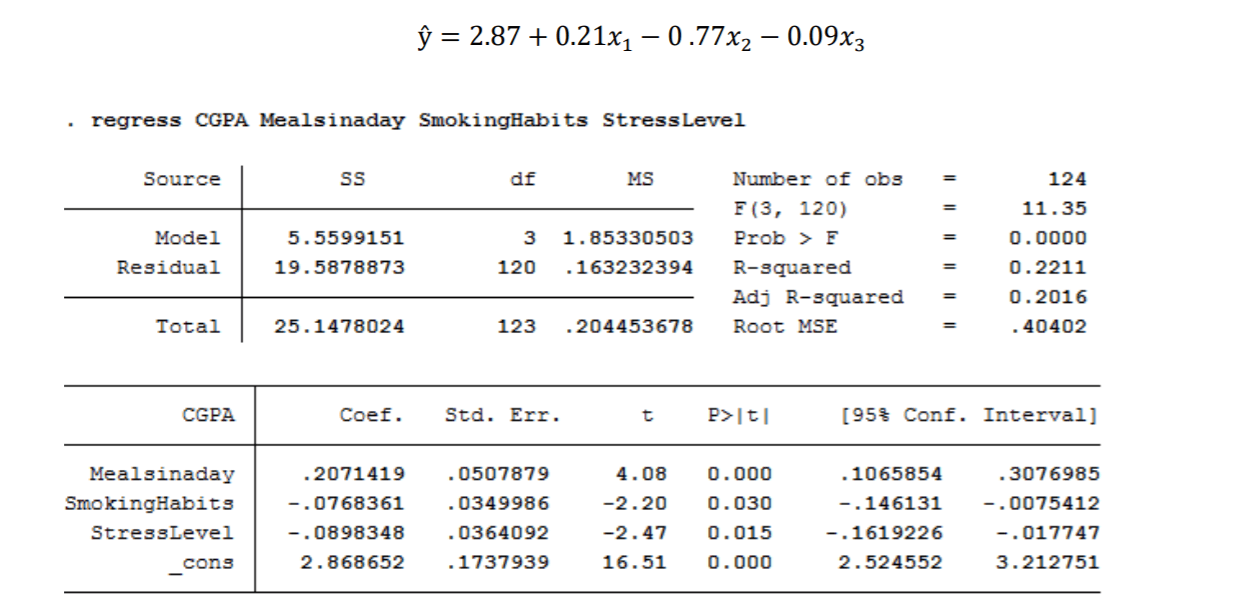 ŷ = 2.87 + 0.21x₁ − 0 .77x₂ − 0.09x₃
. regress CGPA Mealsinaday SmokingHabits StressLevel
Source SS df MS Number of obs = 124
F(3, 120) = 11.35
Model 5.5599151 3 1.85330503 Prob > F = 0.0000
Residual 19.5878873 120 .163232394 R-squared = 0.2211
Adj R-squared = 0.2016
Total 25.1478024 123 .204453678 Root MSE = .40402
CGPA Coef. Std. Err. t P>|t| [95% Conf. Interval]
Mealsinaday .2071419 .0507879 4.08 0.000 .1065854 .3076985
SmokingHabits -.0768361 .0349986 -2.20 0.030 -.146131 -.0075412
StressLevel -.0898348 .0364092 -2.47 0.015 -.1619226 -.017747
_cons 2.868652 .1737939 16.51 0.000 2.524552 3.212751